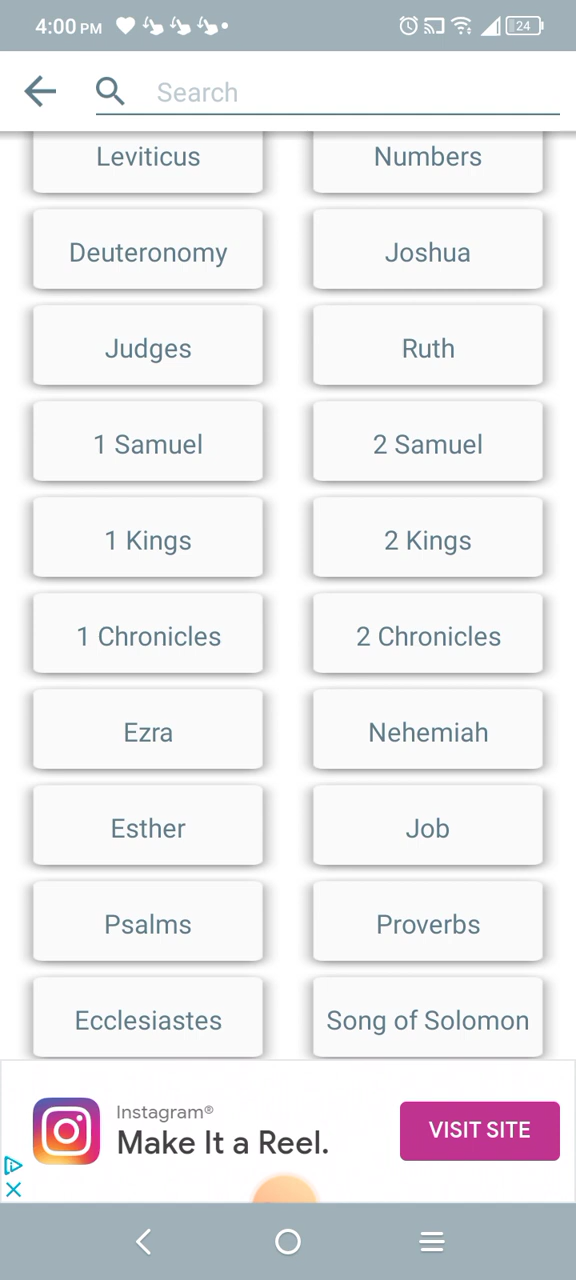 4:00 PM
24
Search
Leviticus Numbers
Deuteronomy Joshua
Judges Ruth
1 Samuel 2 Samuel
1 Kings 2 Kings
1 Chronicles 2 Chronicles
Ezra Nehemiah
Esther Job
Psalms Proverbs
Ecclesiastes Song of Solomon
Instagram®
Make It a Reel.
VISIT SITE